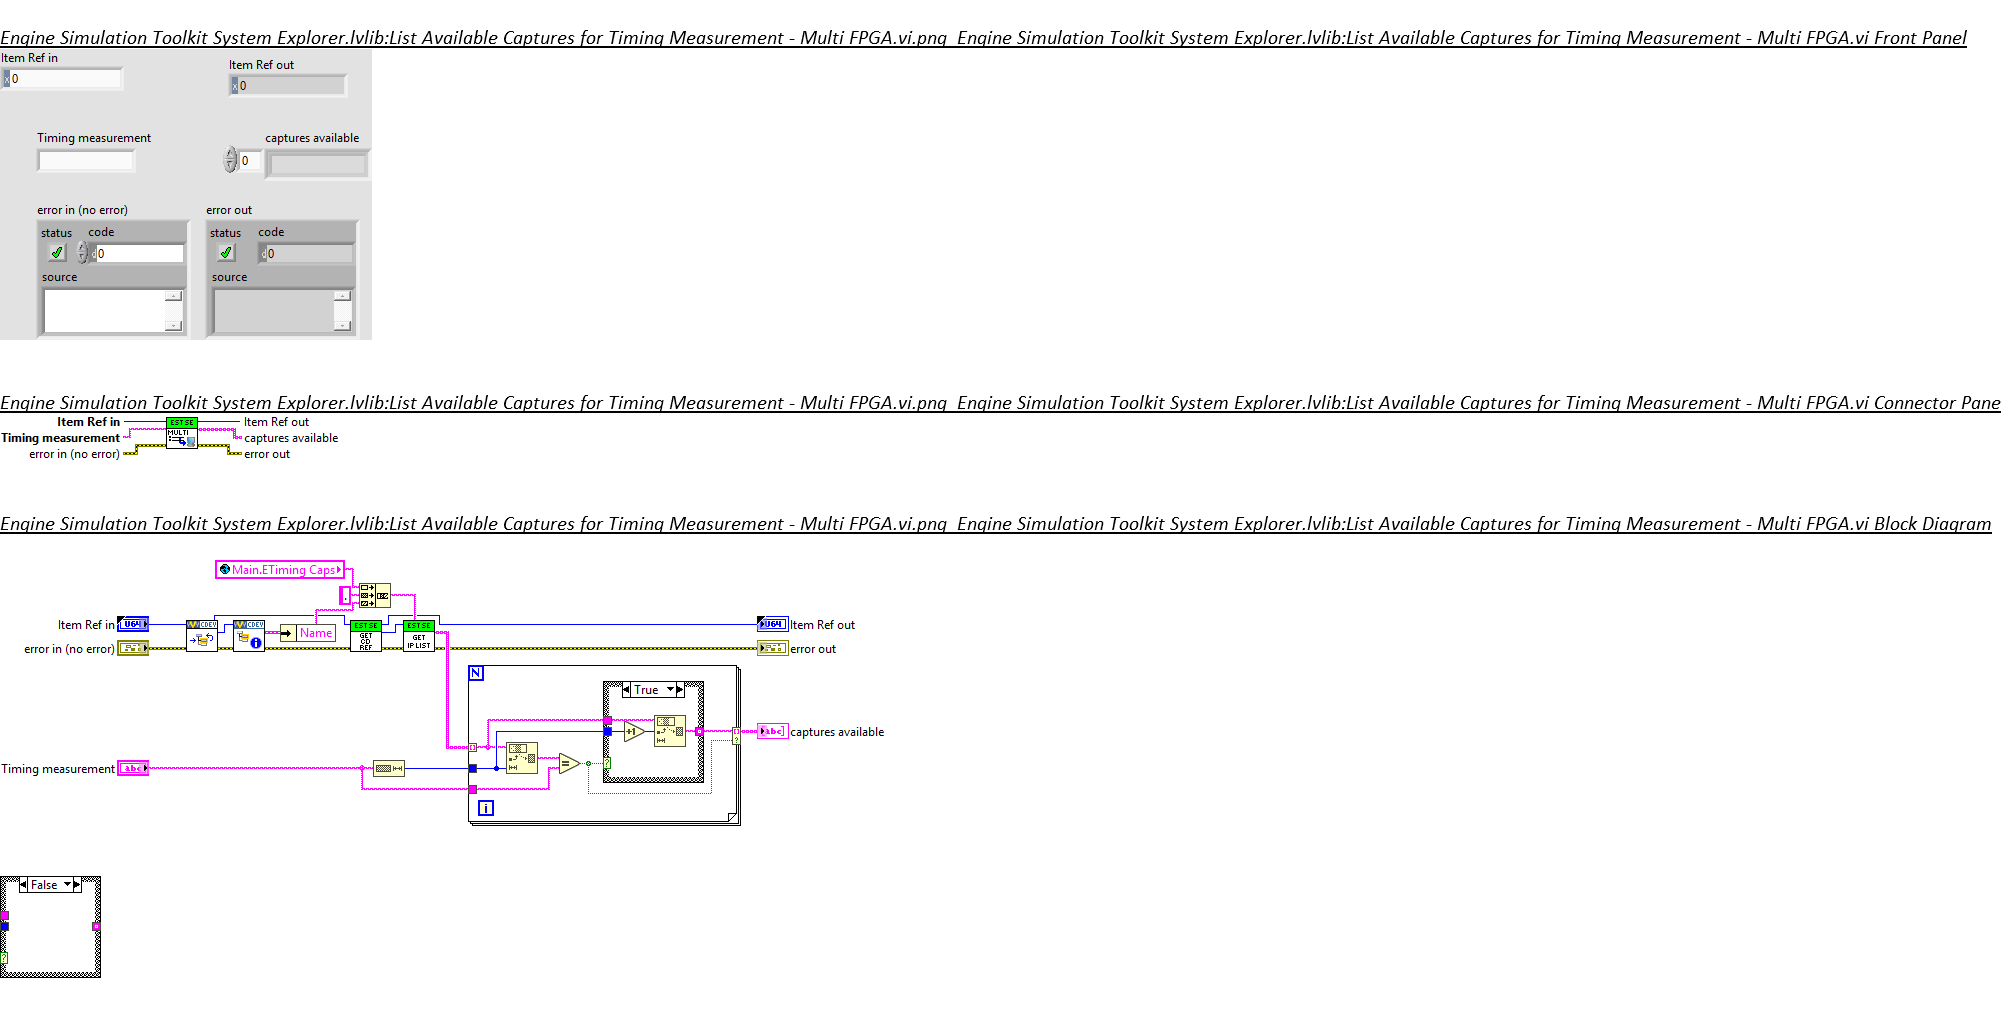 Engine Simulation Toolkit System Explorer.lvlib:List Available Captures for Timing Measurement - Multi FPGA.vi.png  Engine Simulation Toolkit System Explorer.lvlib:List Available Captures for Timing Measurement - Multi FPGA.vi Front Panel
Item Ref in
x 0
Item Ref out
x 0
Timing measurement
captures available
0
error in (no error)
error out
status code
d 0
source
status code
d 0
source
Engine Simulation Toolkit System Explorer.lvlib:List Available Captures for Timing Measurement - Multi FPGA.vi.png  Engine Simulation Toolkit System Explorer.lvlib:List Available Captures for Timing Measurement - Multi FPGA.vi Connector Pane
Item Ref in
EST SE
MULTI
Item Ref out
Timing measurement
captures available
error in (no error)
error out
Engine Simulation Toolkit System Explorer.lvlib:List Available Captures for Timing Measurement - Multi FPGA.vi.png  Engine Simulation Toolkit System Explorer.lvlib:List Available Captures for Timing Measurement - Multi FPGA.vi Block Diagram
Main.ETiming Caps
.
Item Ref in
U64
CDEV
CDEV
Name
EST SE
GET
CD
REF
EST SE
GET
IP LIST
U64
Item Ref out
error in (no error)
error out
N
True
+1
abc
captures available
Timing measurement
abc
=
?
i
False
?